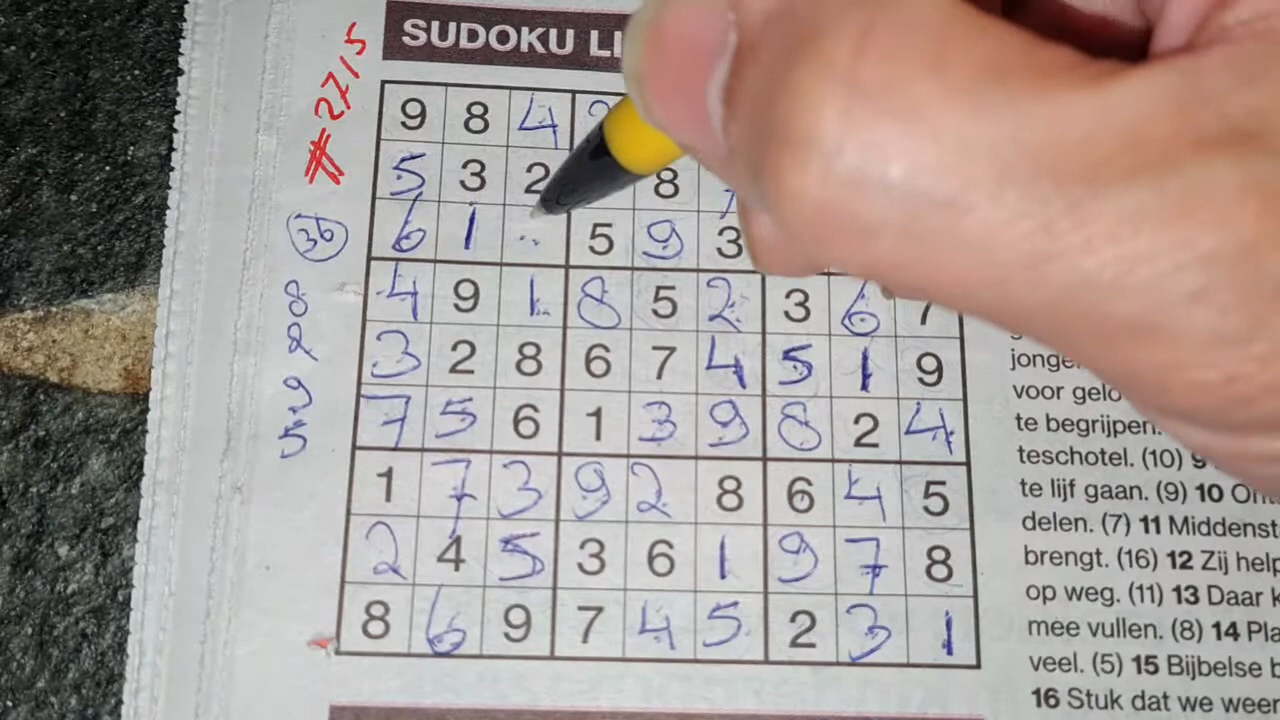 SUDOKU LI
#2715
36
9 8 4
5 3 2 8
6 1 5 9 3
4 9 1 8 5 2 3 6 7
3 2 8 6 7 4 5 1 9
7 5 6 1 3 9 8 2 4
1 7 3 9 2 8 6 4 5
2 4 5 3 6 1 9 7 8
8 6 9 7 4 5 2 3 1
jonge
voor gelo
te begrijpen.
teschotel. (10) 9
te lijf gaan. (9) 10 On
delen. (7) 11 Middenst
brengt. (16) 12 Zij help
op weg. (11) 13 Daar k
mee vullen. (8) 14 Pla
veel. (5) 15 Bijbelse b
16 Stuk dat we weer